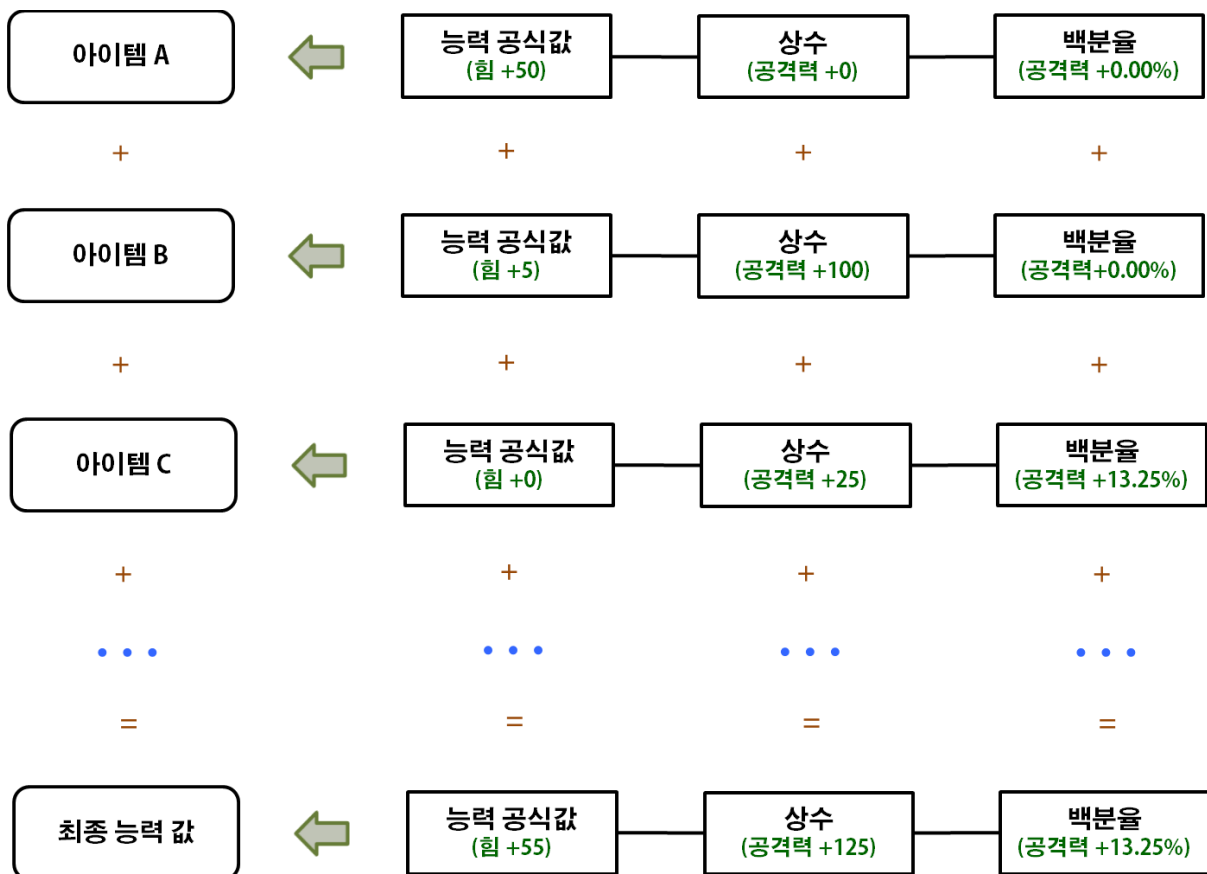 아이템 A
능력 공식값
(힘 +50)
상수
(공격력 +0)
백분율
(공격력 +0.00%)
+
+
+
+
아이템 B
능력 공식값
(힘 +5)
상수
(공격력 +100)
백분율
(공격력+0.00%)
+
+
+
+
아이템 C
능력 공식값
(힘 +0)
상수
(공격력 +25)
백분율
(공격력 +13.25%)
+
+
+
+
• • •
• • •
• • •
• • •
=
=
=
=
최종 능력 값
능력 공식값
(힘 +55)
상수
(공격력 +125)
백분율
(공격력 +13.25%)